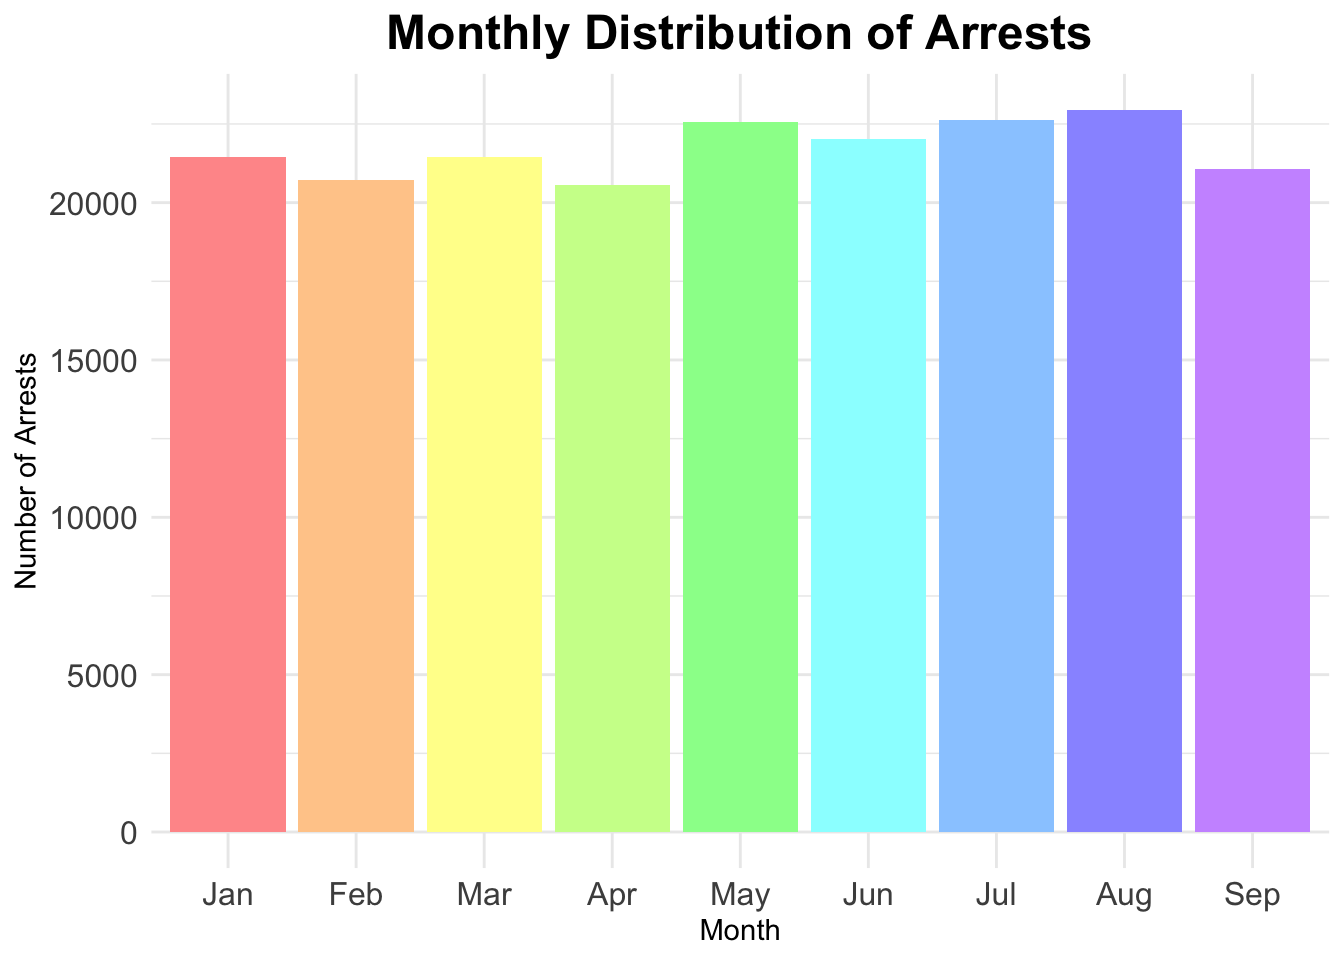 Monthly Distribution of Arrests
Number of Arrests
20000
15000
10000
5000
0
Jan Feb Mar Apr May Jun Jul Aug Sep
Month